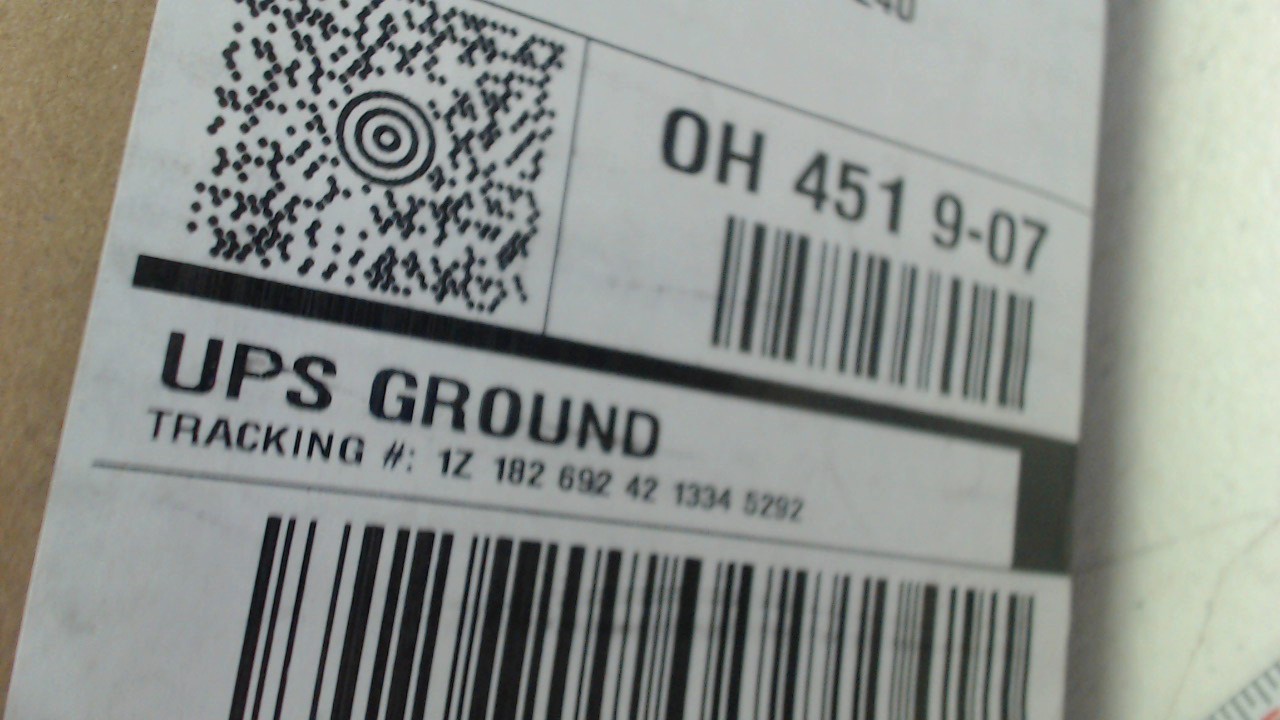 OH 451 9-07
UPS GROUND
TRACKING #: 1Z 182 692 42 1334 5292